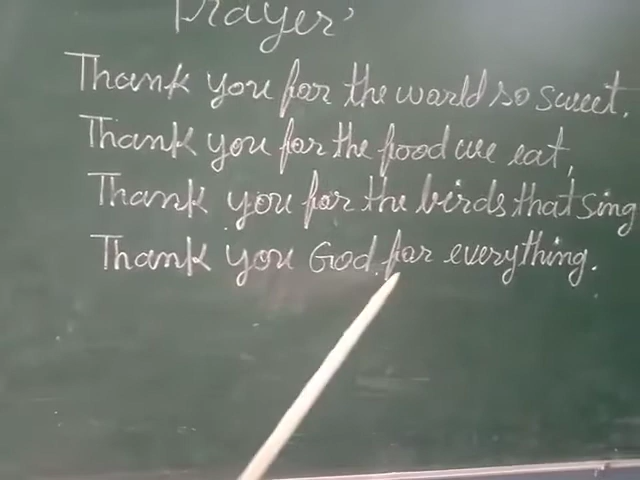 Prayer'
Thank you for the world so sweet.
Thank you for the food we eat,
Thank you for the birds that sing
Thank you God for everything.